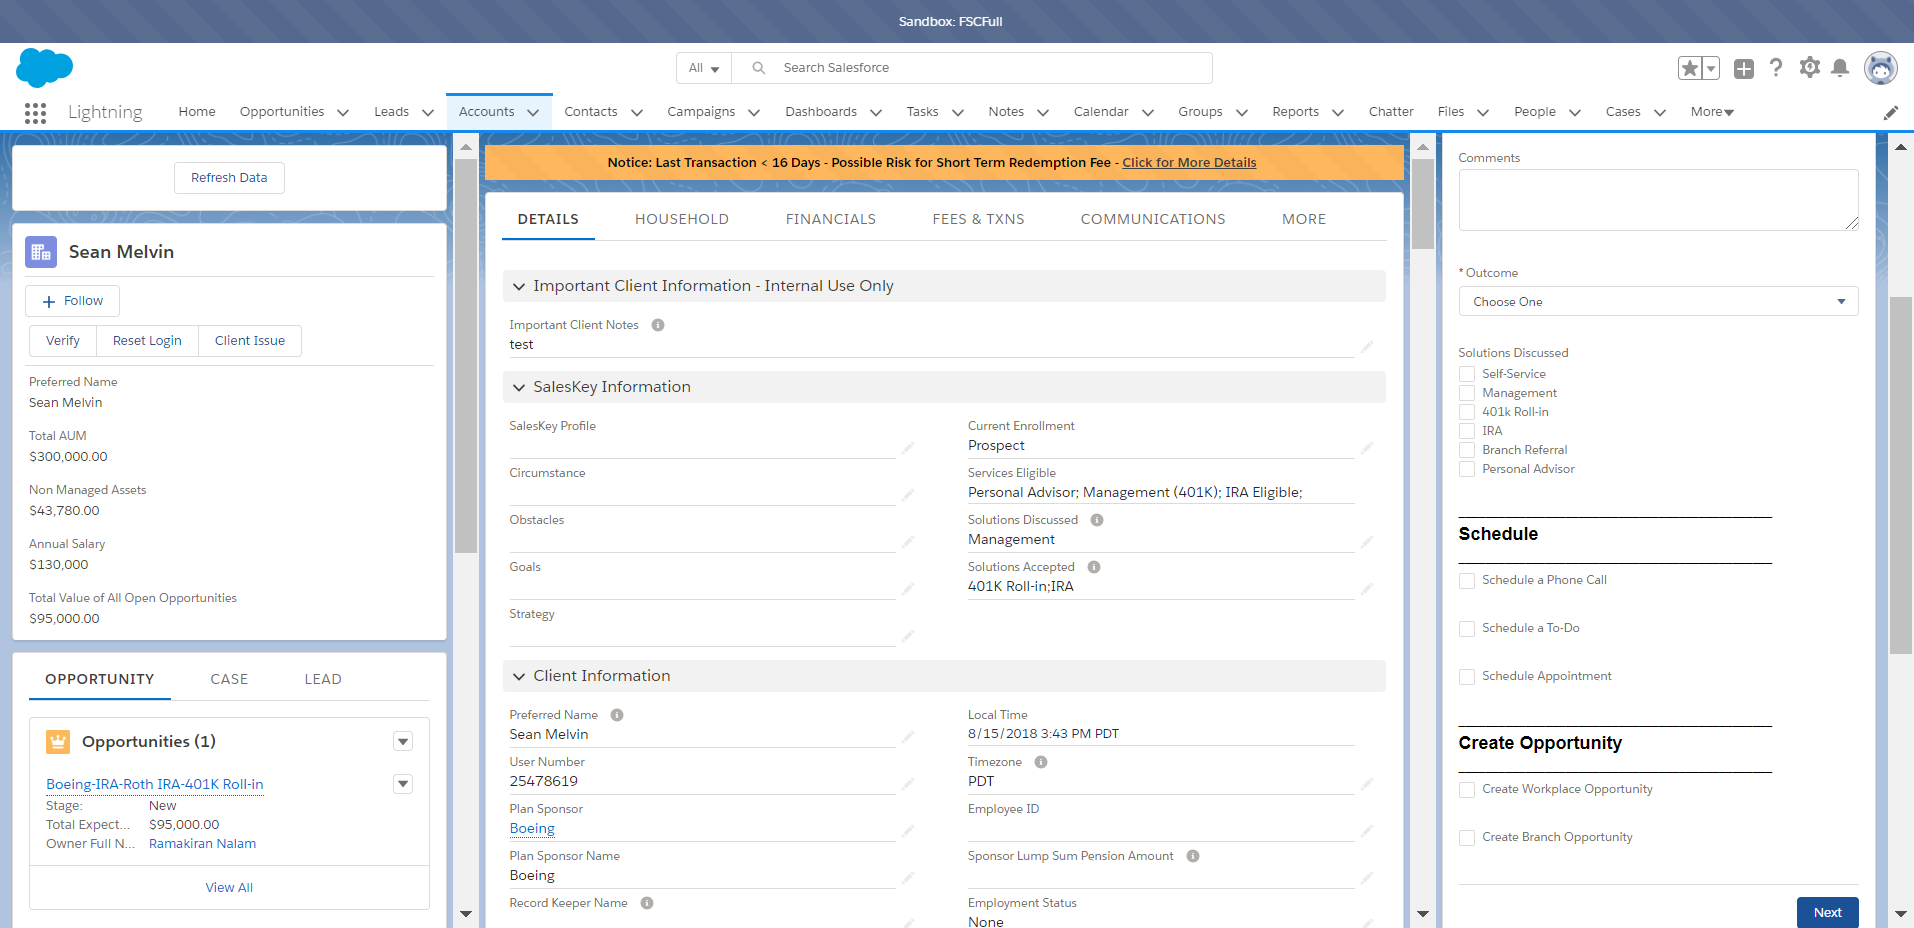 Sandbox: FSCFull
All
Search Salesforce
Lightning
Home
Opportunities
Leads
Accounts
Contacts
Campaigns
Dashboards
Tasks
Notes
Calendar
Groups
Reports
Chatter
Files
People
Cases
More
Refresh Data
Sean Melvin
Follow
Verify
Reset Login
Client Issue
Preferred Name
Sean Melvin
Total AUM
$300,000.00
Non Managed Assets
$43,780.00
Annual Salary
$130,000
Total Value of All Open Opportunities
$95,000.00
OPPORTUNITY
CASE
LEAD
Opportunities (1)
Boeing-IRA-Roth IRA-401K Roll-in
Stage: New
Total Expect... $95,000.00
Owner Full N... Ramakiran Nalam
View All
Notice: Last Transaction < 16 Days - Possible Risk for Short Term Redemption Fee - Click for More Details
DETAILS
HOUSEHOLD
FINANCIALS
FEES & TXNS
COMMUNICATIONS
MORE
Important Client Information - Internal Use Only
Important Client Notes
test
SalesKey Information
SalesKey Profile
Circumstance
Obstacles
Goals
Strategy
Current Enrollment
Prospect
Services Eligible
Personal Advisor; Management (401K); IRA Eligible;
Solutions Discussed
Management
Solutions Accepted
401K Roll-in;IRA
Client Information
Preferred Name
Sean Melvin
User Number
25478619
Plan Sponsor
Boeing
Plan Sponsor Name
Boeing
Record Keeper Name
Local Time
8/15/2018 3:43 PM PDT
Timezone
PDT
Employee ID
Sponsor Lump Sum Pension Amount
Employment Status
None
Comments
* Outcome
Choose One
Solutions Discussed
Self-Service
Management
401k Roll-in
IRA
Branch Referral
Personal Advisor
Schedule
Schedule a Phone Call
Schedule a To-Do
Schedule Appointment
Create Opportunity
Create Workplace Opportunity
Create Branch Opportunity
Next